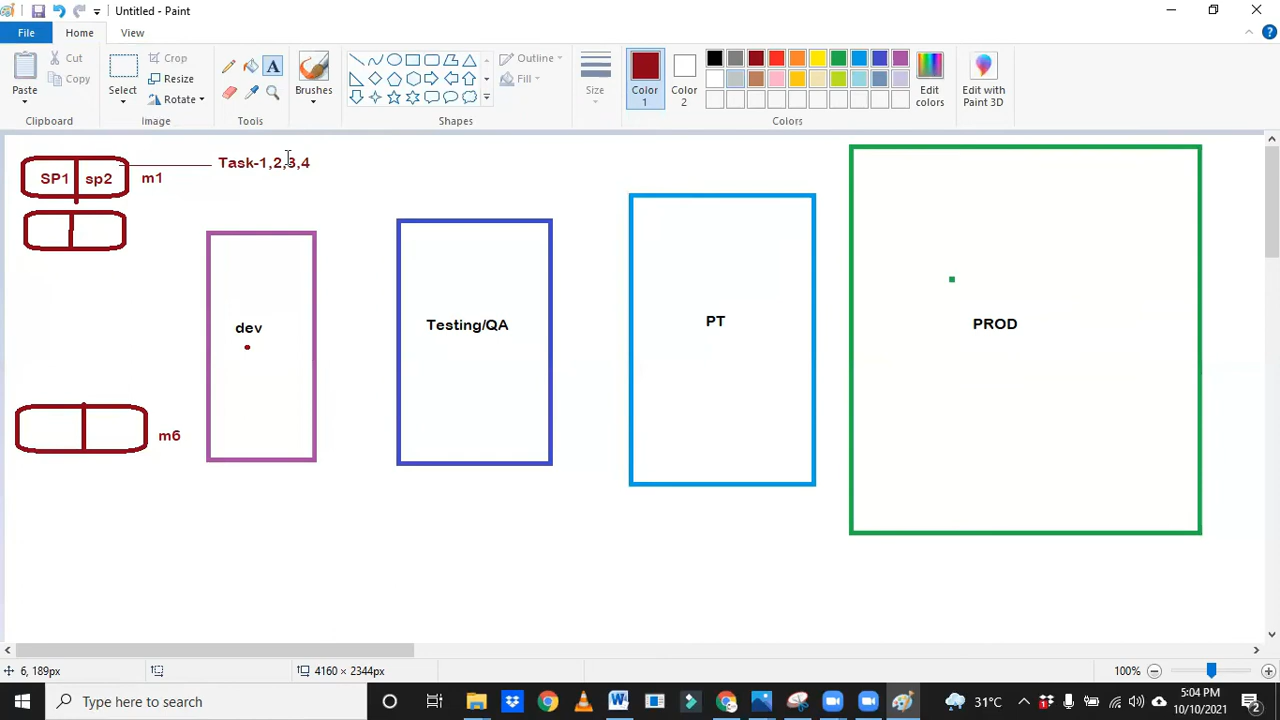 Untitled - Paint
File
Home
View
Paste
Cut
Copy
Clipboard
Select
Crop
Resize
Rotate
Image
A
Tools
Brushes
Outline
Fill
Shapes
Size
Color 1
Color 2
Edit colors
Colors
Edit with Paint 3D
Task-1,2,3,4
SP1 sp2 m1
dev
Testing/QA
PT
PROD
m6
6, 189px
4160 × 2344px
100%
Type here to search
31°C
5:04 PM
10/10/2021
2